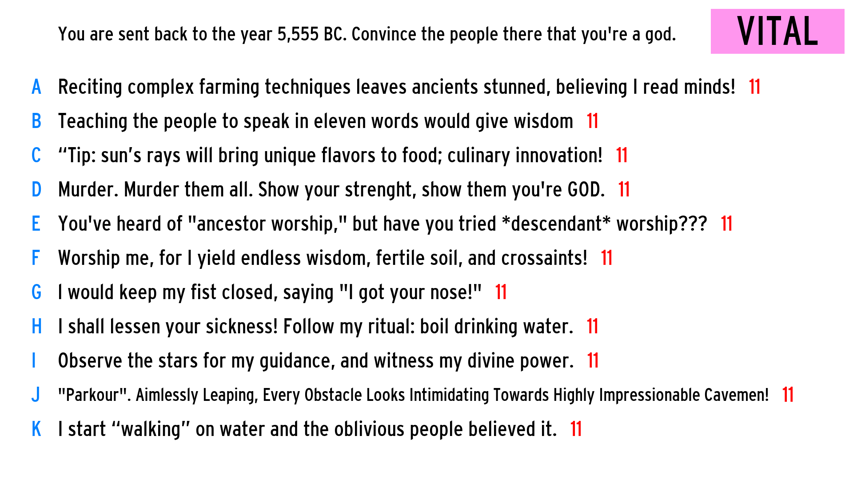 You are sent back to the year 5,555 BC. Convince the people there that you're a god.
VITAL
A Reciting complex farming techniques leaves ancients stunned, believing I read minds! 11
B Teaching the people to speak in eleven words would give wisdom 11
C “Tip: sun’s rays will bring unique flavors to food; culinary innovation! 11
D Murder. Murder them all. Show your strenght, show them you're GOD. 11
E You've heard of "ancestor worship," but have you tried *descendant* worship??? 11
F Worship me, for I yield endless wisdom, fertile soil, and crossaints! 11
G I would keep my fist closed, saying "I got your nose!" 11
H I shall lessen your sickness! Follow my ritual: boil drinking water. 11
I Observe the stars for my guidance, and witness my divine power. 11
J "Parkour". Aimlessly Leaping, Every Obstacle Looks Intimidating Towards Highly Impressionable Cavemen! 11
K I start “walking” on water and the oblivious people believed it. 11